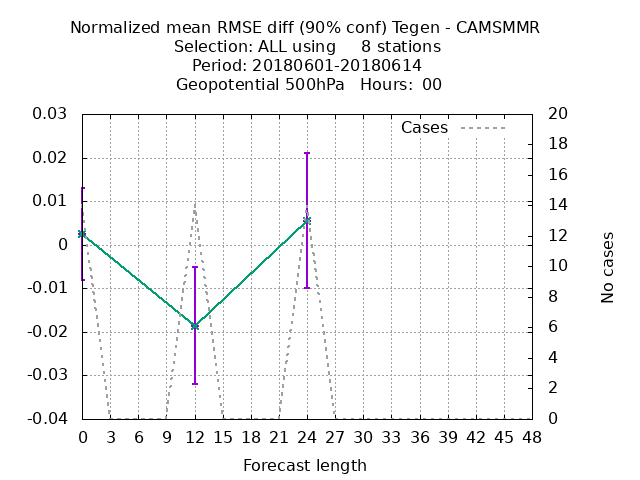 Normalized mean RMSE diff (90% conf) Tegen - CAMSMMR
Selection: ALL using 8 stations
Period: 20180601-20180614
Geopotential 500hPa Hours: 00
Cases
0.03
0.02
0.01
0
-0.01
-0.02
-0.03
-0.04
20
18
16
14
12
10
8
6
4
2
0
No cases
0 3 6 9 12 15 18 21 24 27 30 33 36 39 42 45 48
Forecast length